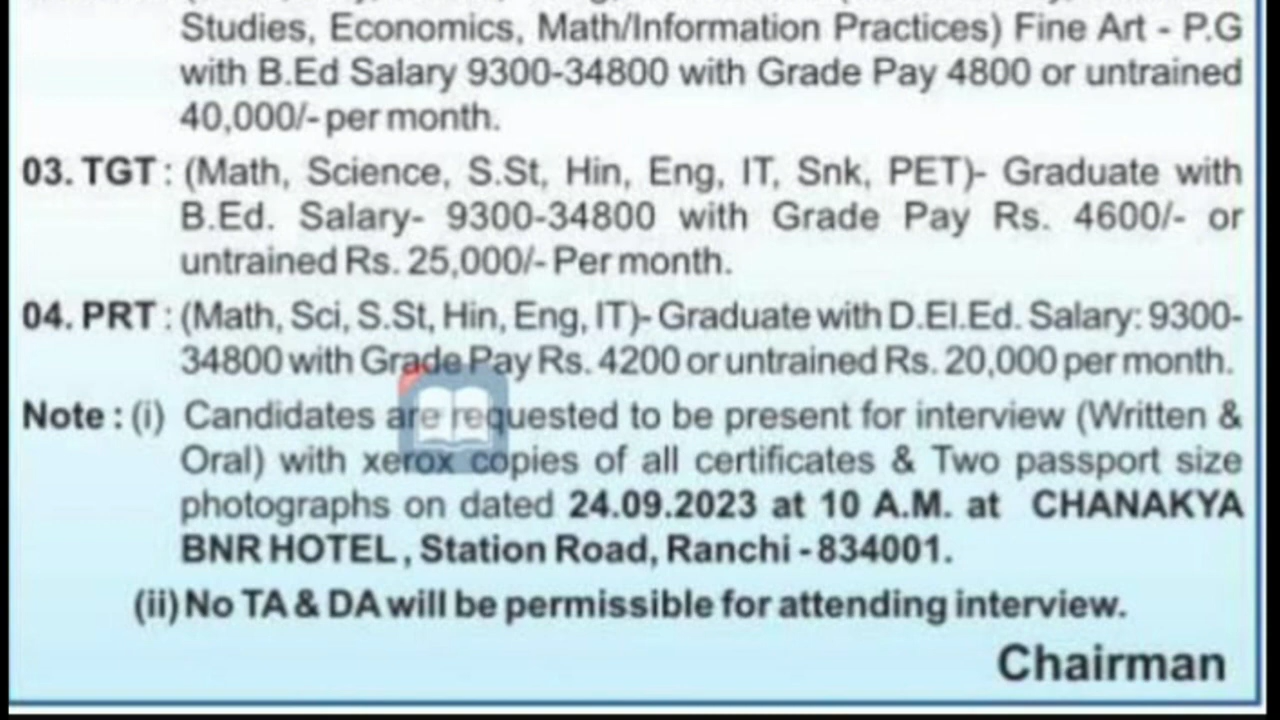 Studies, Economics, Math/Information Practices) Fine Art - P.G
with B.Ed Salary 9300-34800 with Grade Pay 4800 or untrained
40,000/- per month.
03. TGT : (Math, Science, S.St, Hin, Eng, IT, Snk, PET)- Graduate with
B.Ed. Salary- 9300-34800 with Grade Pay Rs. 4600/- or
untrained Rs. 25,000/- Per month.
04. PRT : (Math, Sci, S.St, Hin, Eng, IT)- Graduate with D.El.Ed. Salary: 9300-
34800 with Grade Pay Rs. 4200 or untrained Rs. 20,000 per month.
Note : (i) Candidates are requested to be present for interview (Written &
Oral) with xerox copies of all certificates & Two passport size
photographs on dated 24.09.2023 at 10 A.M. at CHANAKYA
BNR HOTEL, Station Road, Ranchi - 834001.
(ii) No TA & DA will be permissible for attending interview.
Chairman